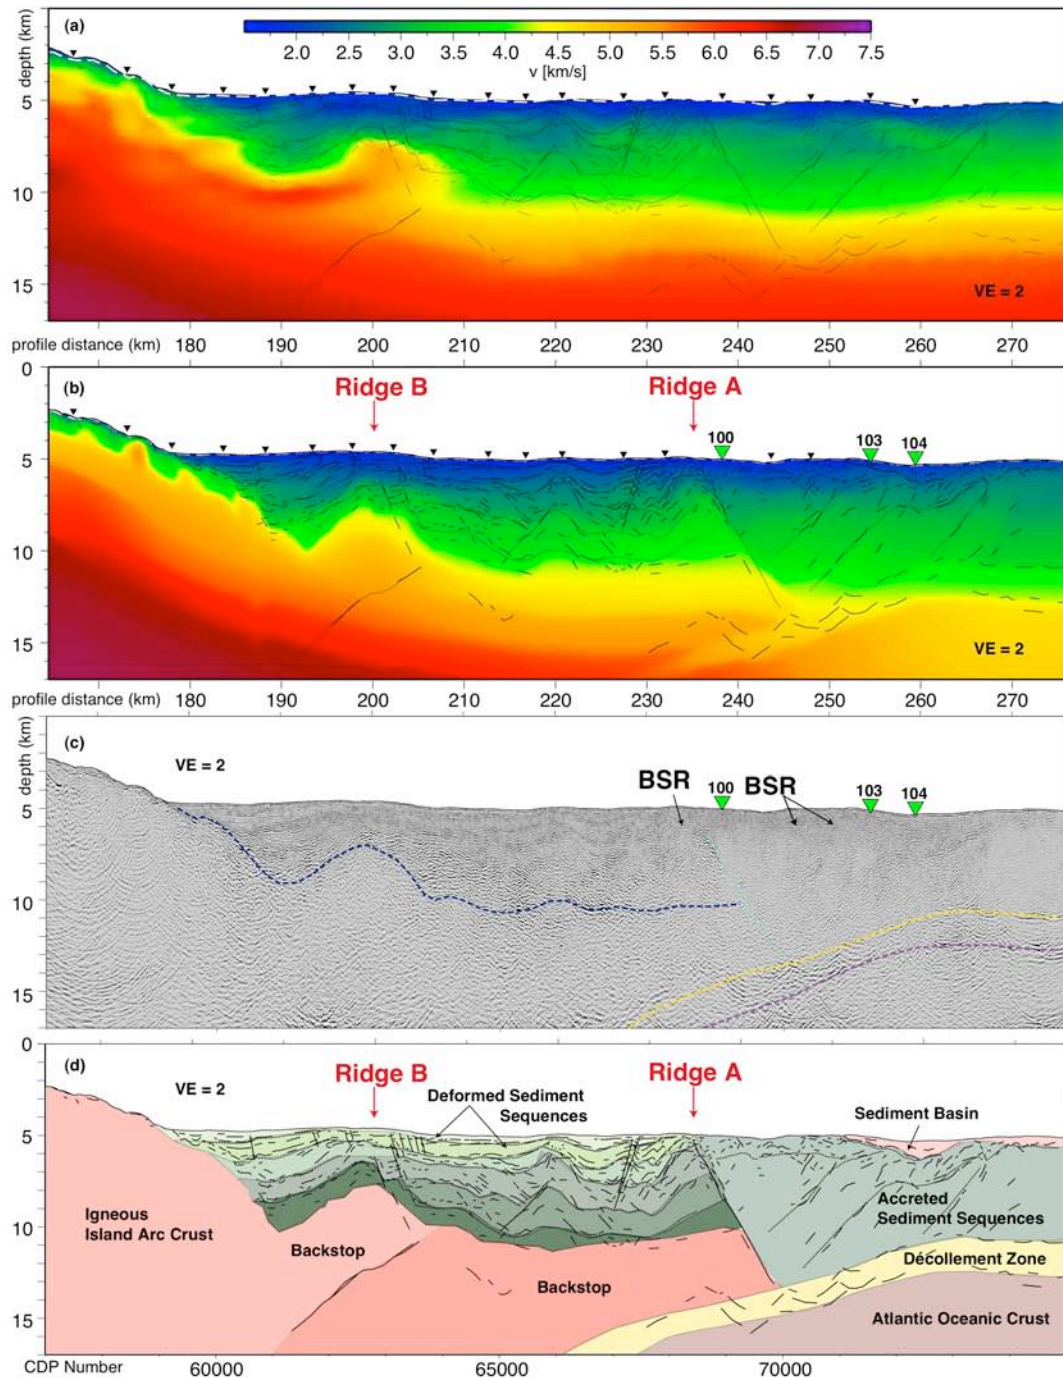 (a)
2.0 2.5 3.0 3.5 4.0 4.5 5.0 5.5 6.0 6.5 7.0 7.5
v [km/s]
depth (km)
0
5
10
15
VE = 2
profile distance (km) 180 190 200 210 220 230 240 250 260 270
0
(b)
Ridge B
Ridge A
100
103
104
5
10
15
VE = 2
profile distance (km) 180 190 200 210 220 230 240 250 260 270
depth (km)
(c)
VE = 2
BSR
100
BSR
103
104
5
10
15
0
(d)
VE = 2
Ridge B
Ridge A
Deformed Sediment
Sequences
Sediment Basin
5
Accreted
Sediment Sequences
Igneous
Island Arc Crust
10
Backstop
Backstop
Décollement Zone
Atlantic Oceanic Crust
15
CDP Number 60000 65000 70000